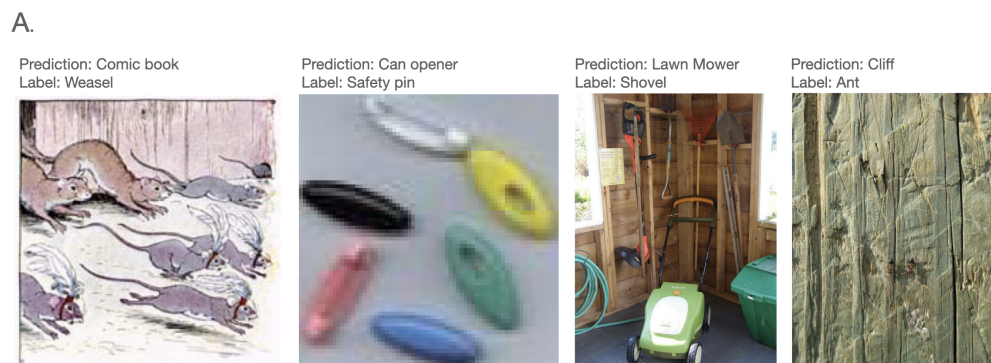 A.
Prediction: Comic book
Label: Weasel
Prediction: Can opener
Label: Safety pin
Prediction: Lawn Mower
Label: Shovel
Prediction: Cliff
Label: Ant